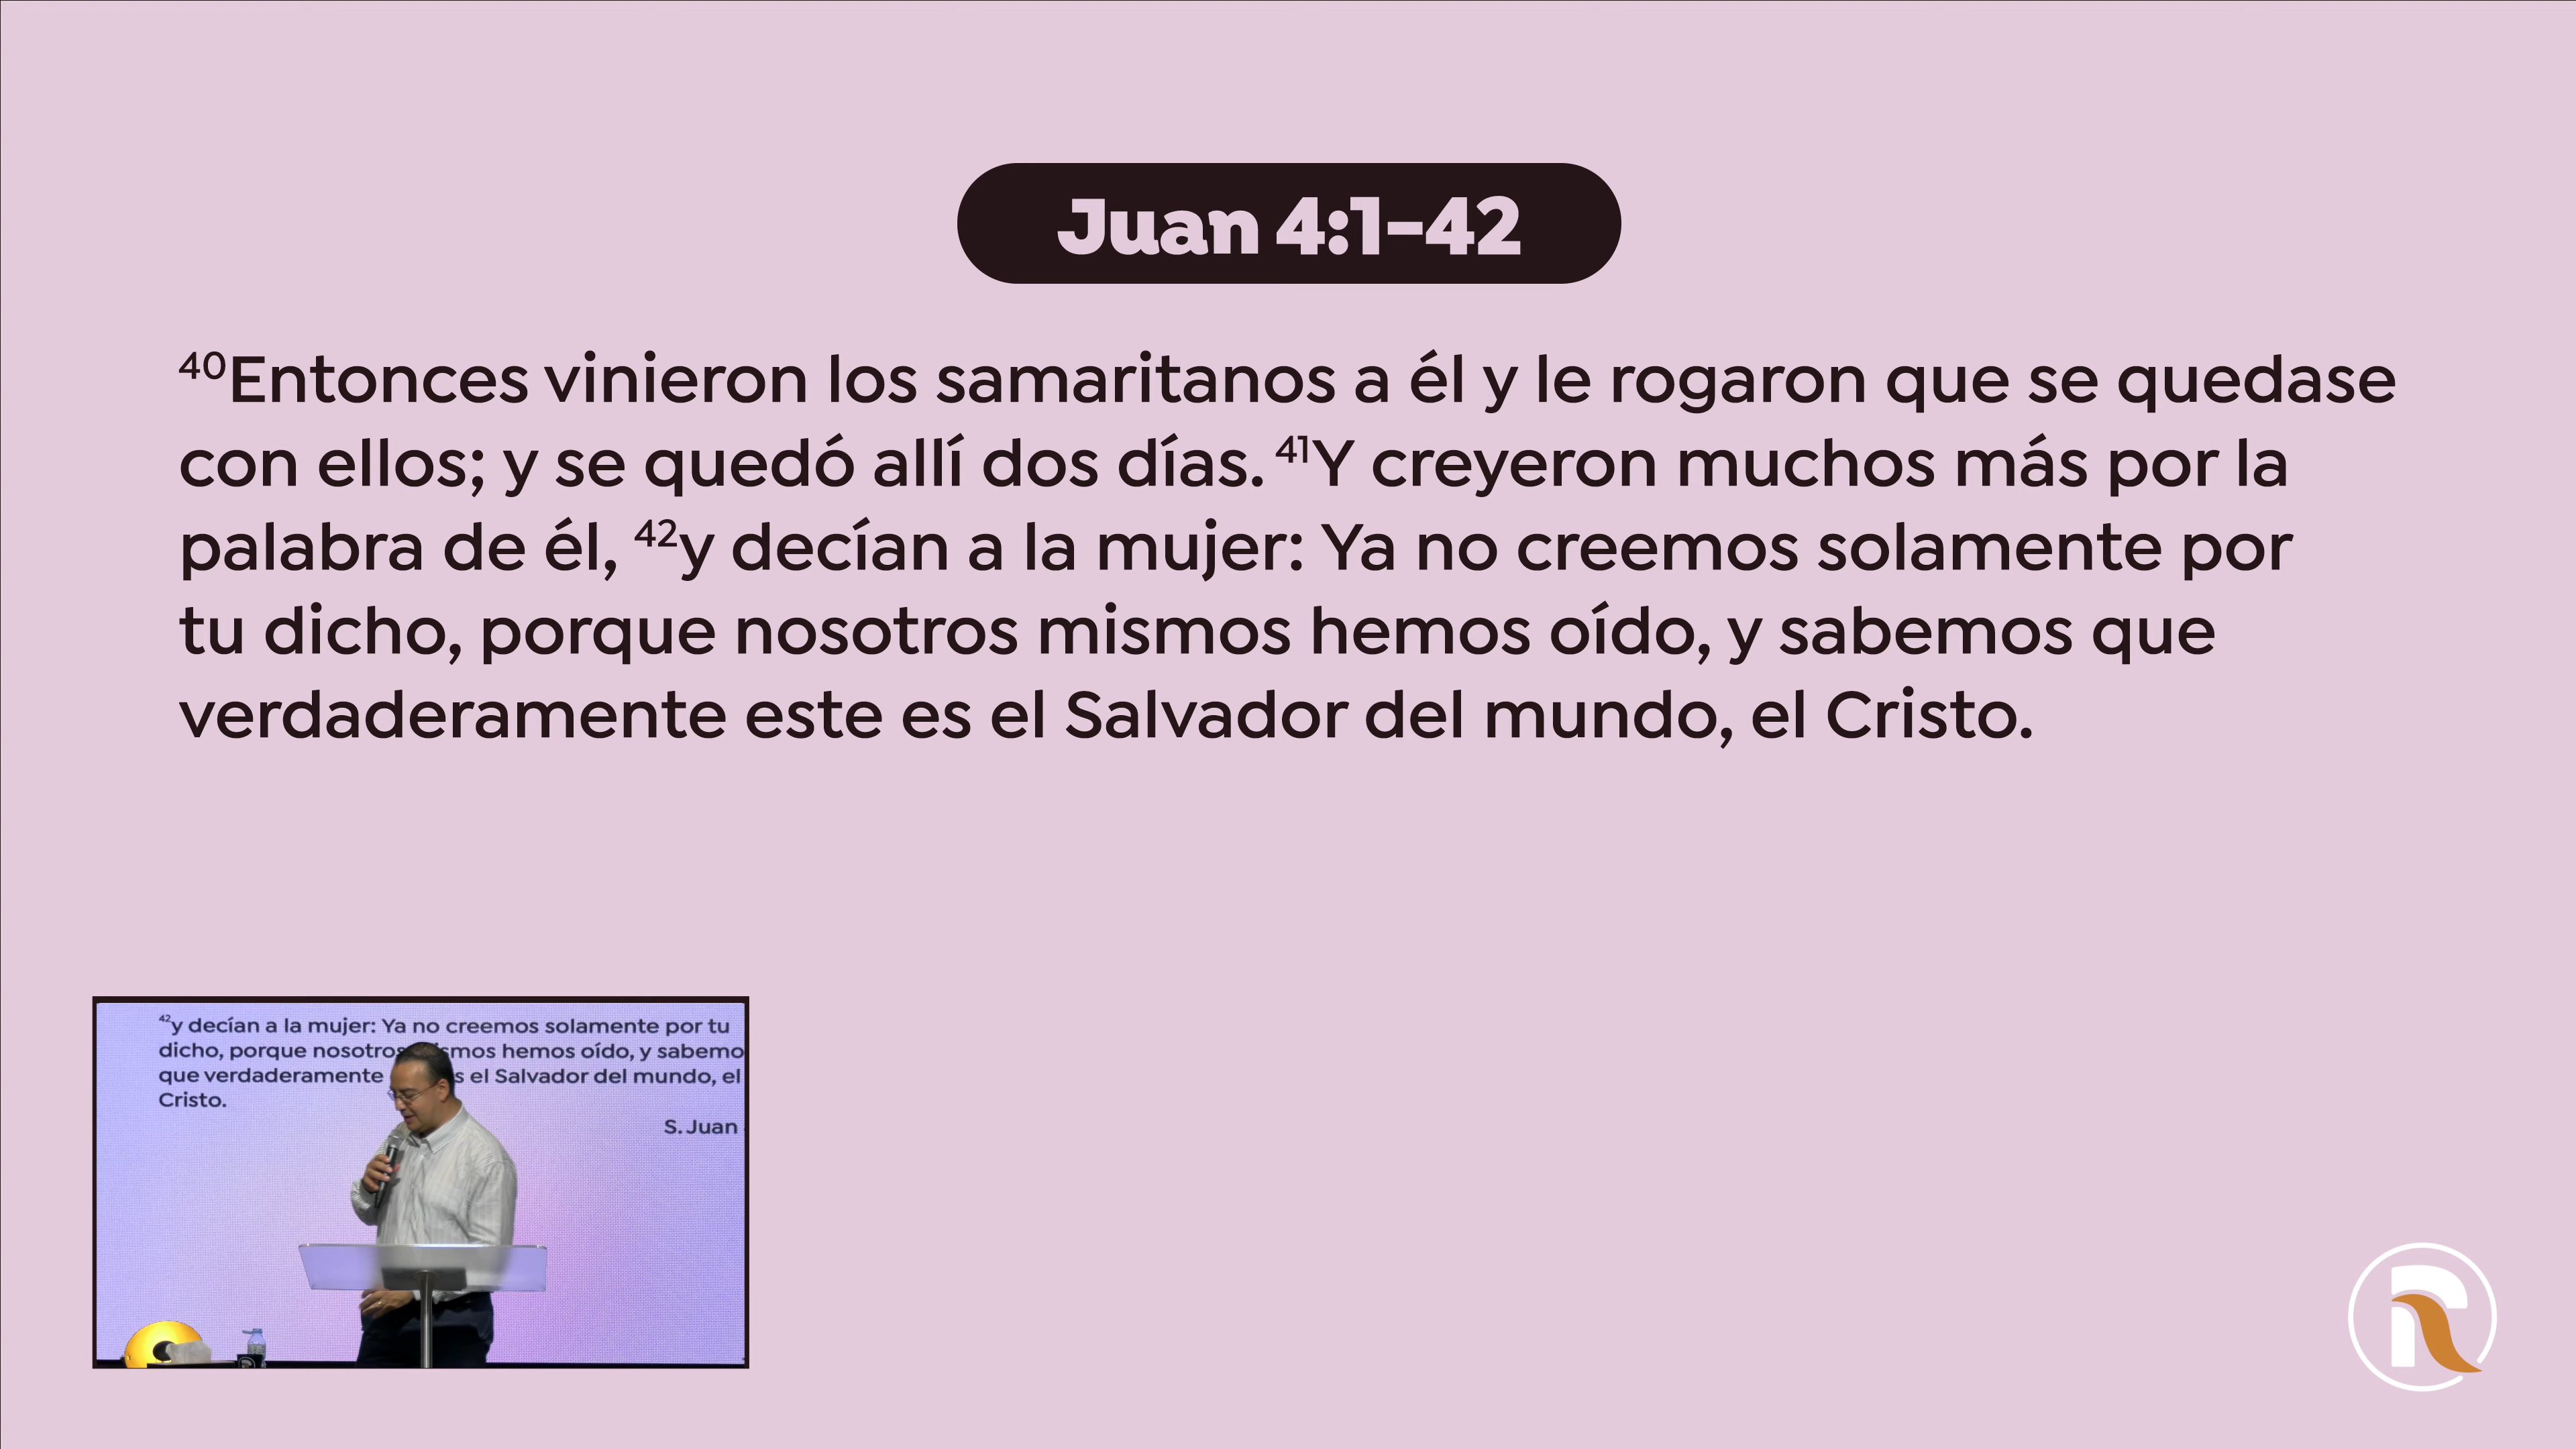 Juan 4:1-42
⁴⁰Entonces vinieron los samaritanos a él y le rogaron que se quedase
con ellos; y se quedó allí dos días. ⁴¹Y creyeron muchos más por la
palabra de él, ⁴²y decían a la mujer: Ya no creemos solamente por
tu dicho, porque nosotros mismos hemos oído, y sabemos que
verdaderamente este es el Salvador del mundo, el Cristo.
⁴²y decían a la mujer: Ya no creemos solamente por tu
dicho, porque hemos oído, y
que verdaderamente el Salvador del mundo, el
Cristo.
S. Juan
R